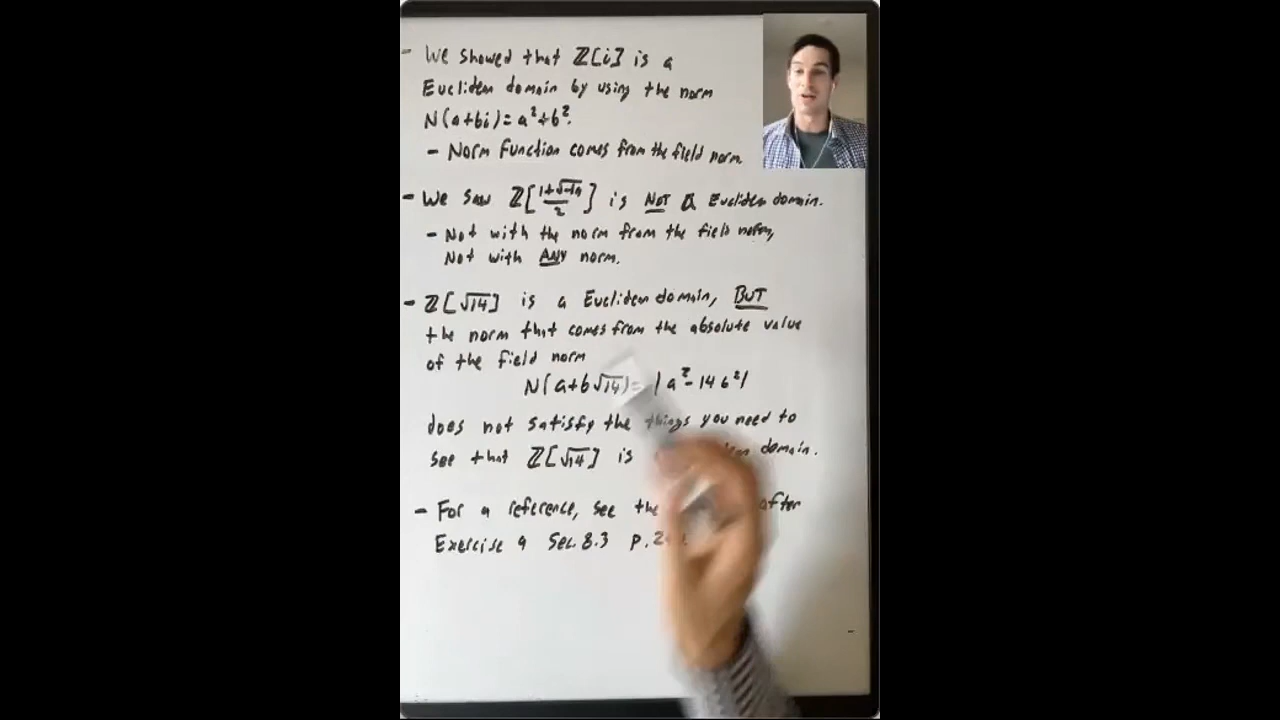 - We showed that ℤ[i] is a
Euclidean domain by using the norm
N(a+bi)=a²+b².
- Norm function comes from the field norm.
- We saw ℤ[(1+√-19)/2] is NOT a Euclidean domain.
- Not with the norm from the field norm,
Not with ANY norm.
- ℤ[√14] is a Euclidean domain, BUT
the norm that comes from the absolute value
of the field norm
N(a+b√14)= |a²-14b²|
does not satisfy the things you need to
see that ℤ[√14] is domain.
- For a reference, see the after
Exercise 9 Sec. 8.3 p.